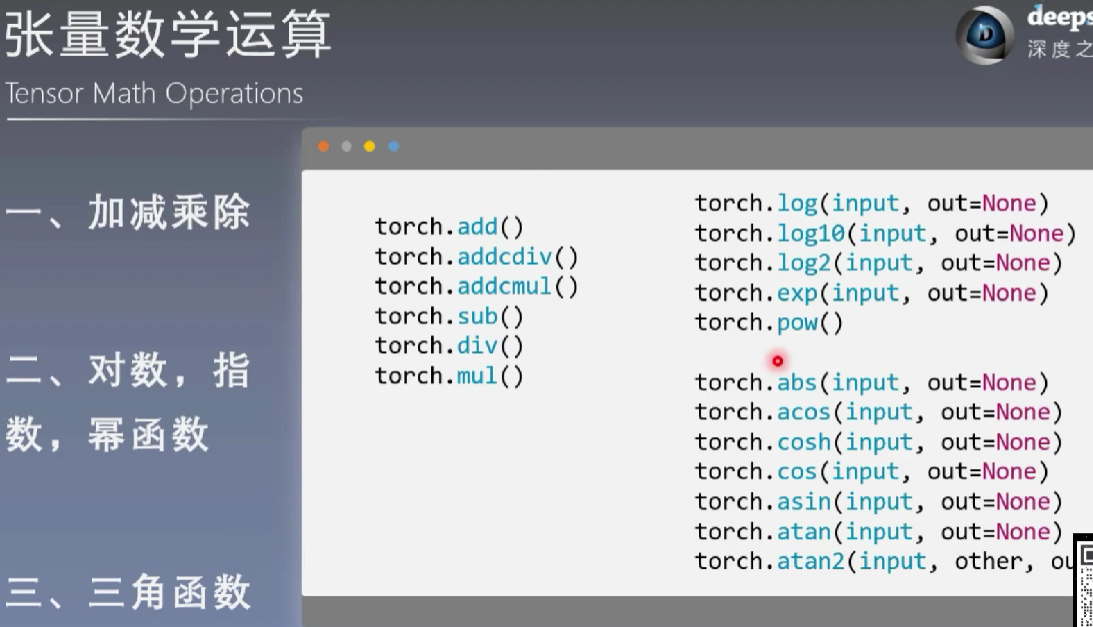 张量数学运算
Tensor Math Operations
deeps
深度之
一、加减乘除
二、对数，指
数，幂函数
三、三角函数
torch.add()
torch.addcdiv()
torch.addcmul()
torch.sub()
torch.div()
torch.mul()
torch.log(input, out=None)
torch.log10(input, out=None)
torch.log2(input, out=None)
torch.exp(input, out=None)
torch.pow()
torch.abs(input, out=None)
torch.acos(input, out=None)
torch.cosh(input, out=None)
torch.cos(input, out=None)
torch.asin(input, out=None)
torch.atan(input, out=None)
torch.atan2(input, other, ou